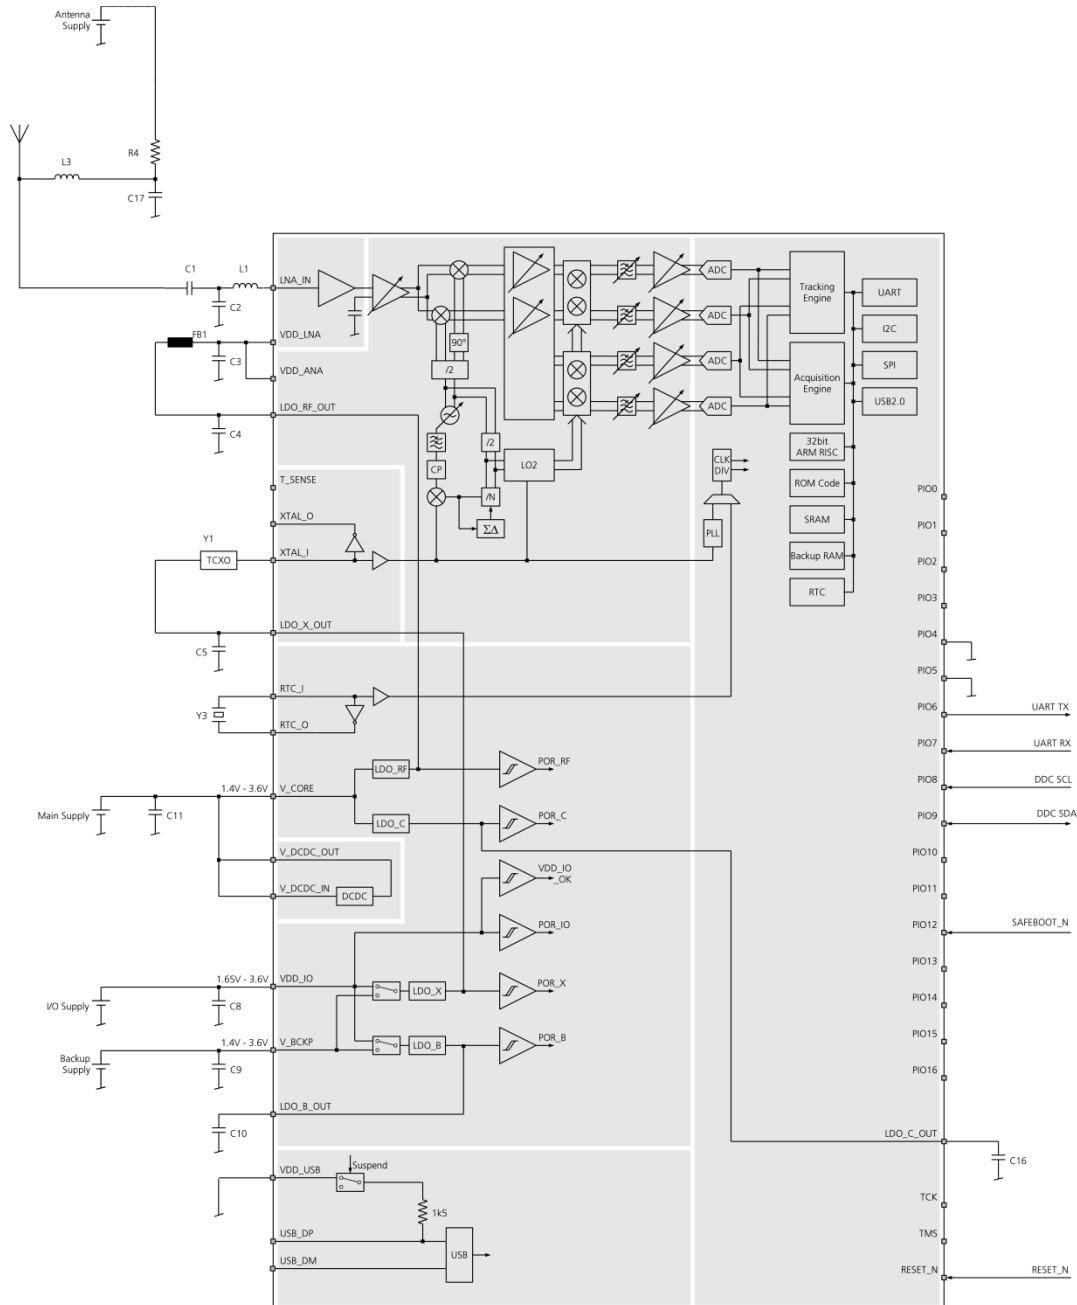 Antenna
Supply
R4
L3
C17
C1
L1
C2
LNA_IN
FB1
VDD_LNA
C3
VDD_ANA
LDO_RF_OUT
C4
T_SENSE
XTAL_O
Y1
TCXO
XTAL_I
LDO_X_OUT
C5
RTC_I
Y3
RTC_O
90°
/2
/2
CP
/N
ΣΔ
LO2
ADC
ADC
ADC
ADC
CLK
DIV
PLL
Tracking
Engine
Acquisition
Engine
32bit
ARM RISC
ROM Code
SRAM
Backup RAM
RTC
UART
I2C
SPI
USB2.0
PIO0
PIO1
PIO2
PIO3
PIO4
PIO5
PIO6
UART TX
PIO7
UART RX
PIO8
DDC SCL
PIO9
DDC SDA
PIO10
PIO11
PIO12
SAFEBOOT_N
PIO13
PIO14
PIO15
PIO16
LDO_RF
POR_RF
1.4V - 3.6V
V_CORE
Main Supply
C11
LDO_C
POR_C
V_DCDC_OUT
V_DCDC_IN
DCDC
VDD_IO
_OK
POR_IO
1.65V - 3.6V
VDD_IO
I/O Supply
C8
LDO_X
POR_X
1.4V - 3.6V
V_BCKP
Backup
Supply
C9
LDO_B
POR_B
LDO_B_OUT
C10
LDO_C_OUT
C16
VDD_USB
Suspend
1k5
USB_DP
USB_DM
USB
TCK
TMS
RESET_N
RESET_N